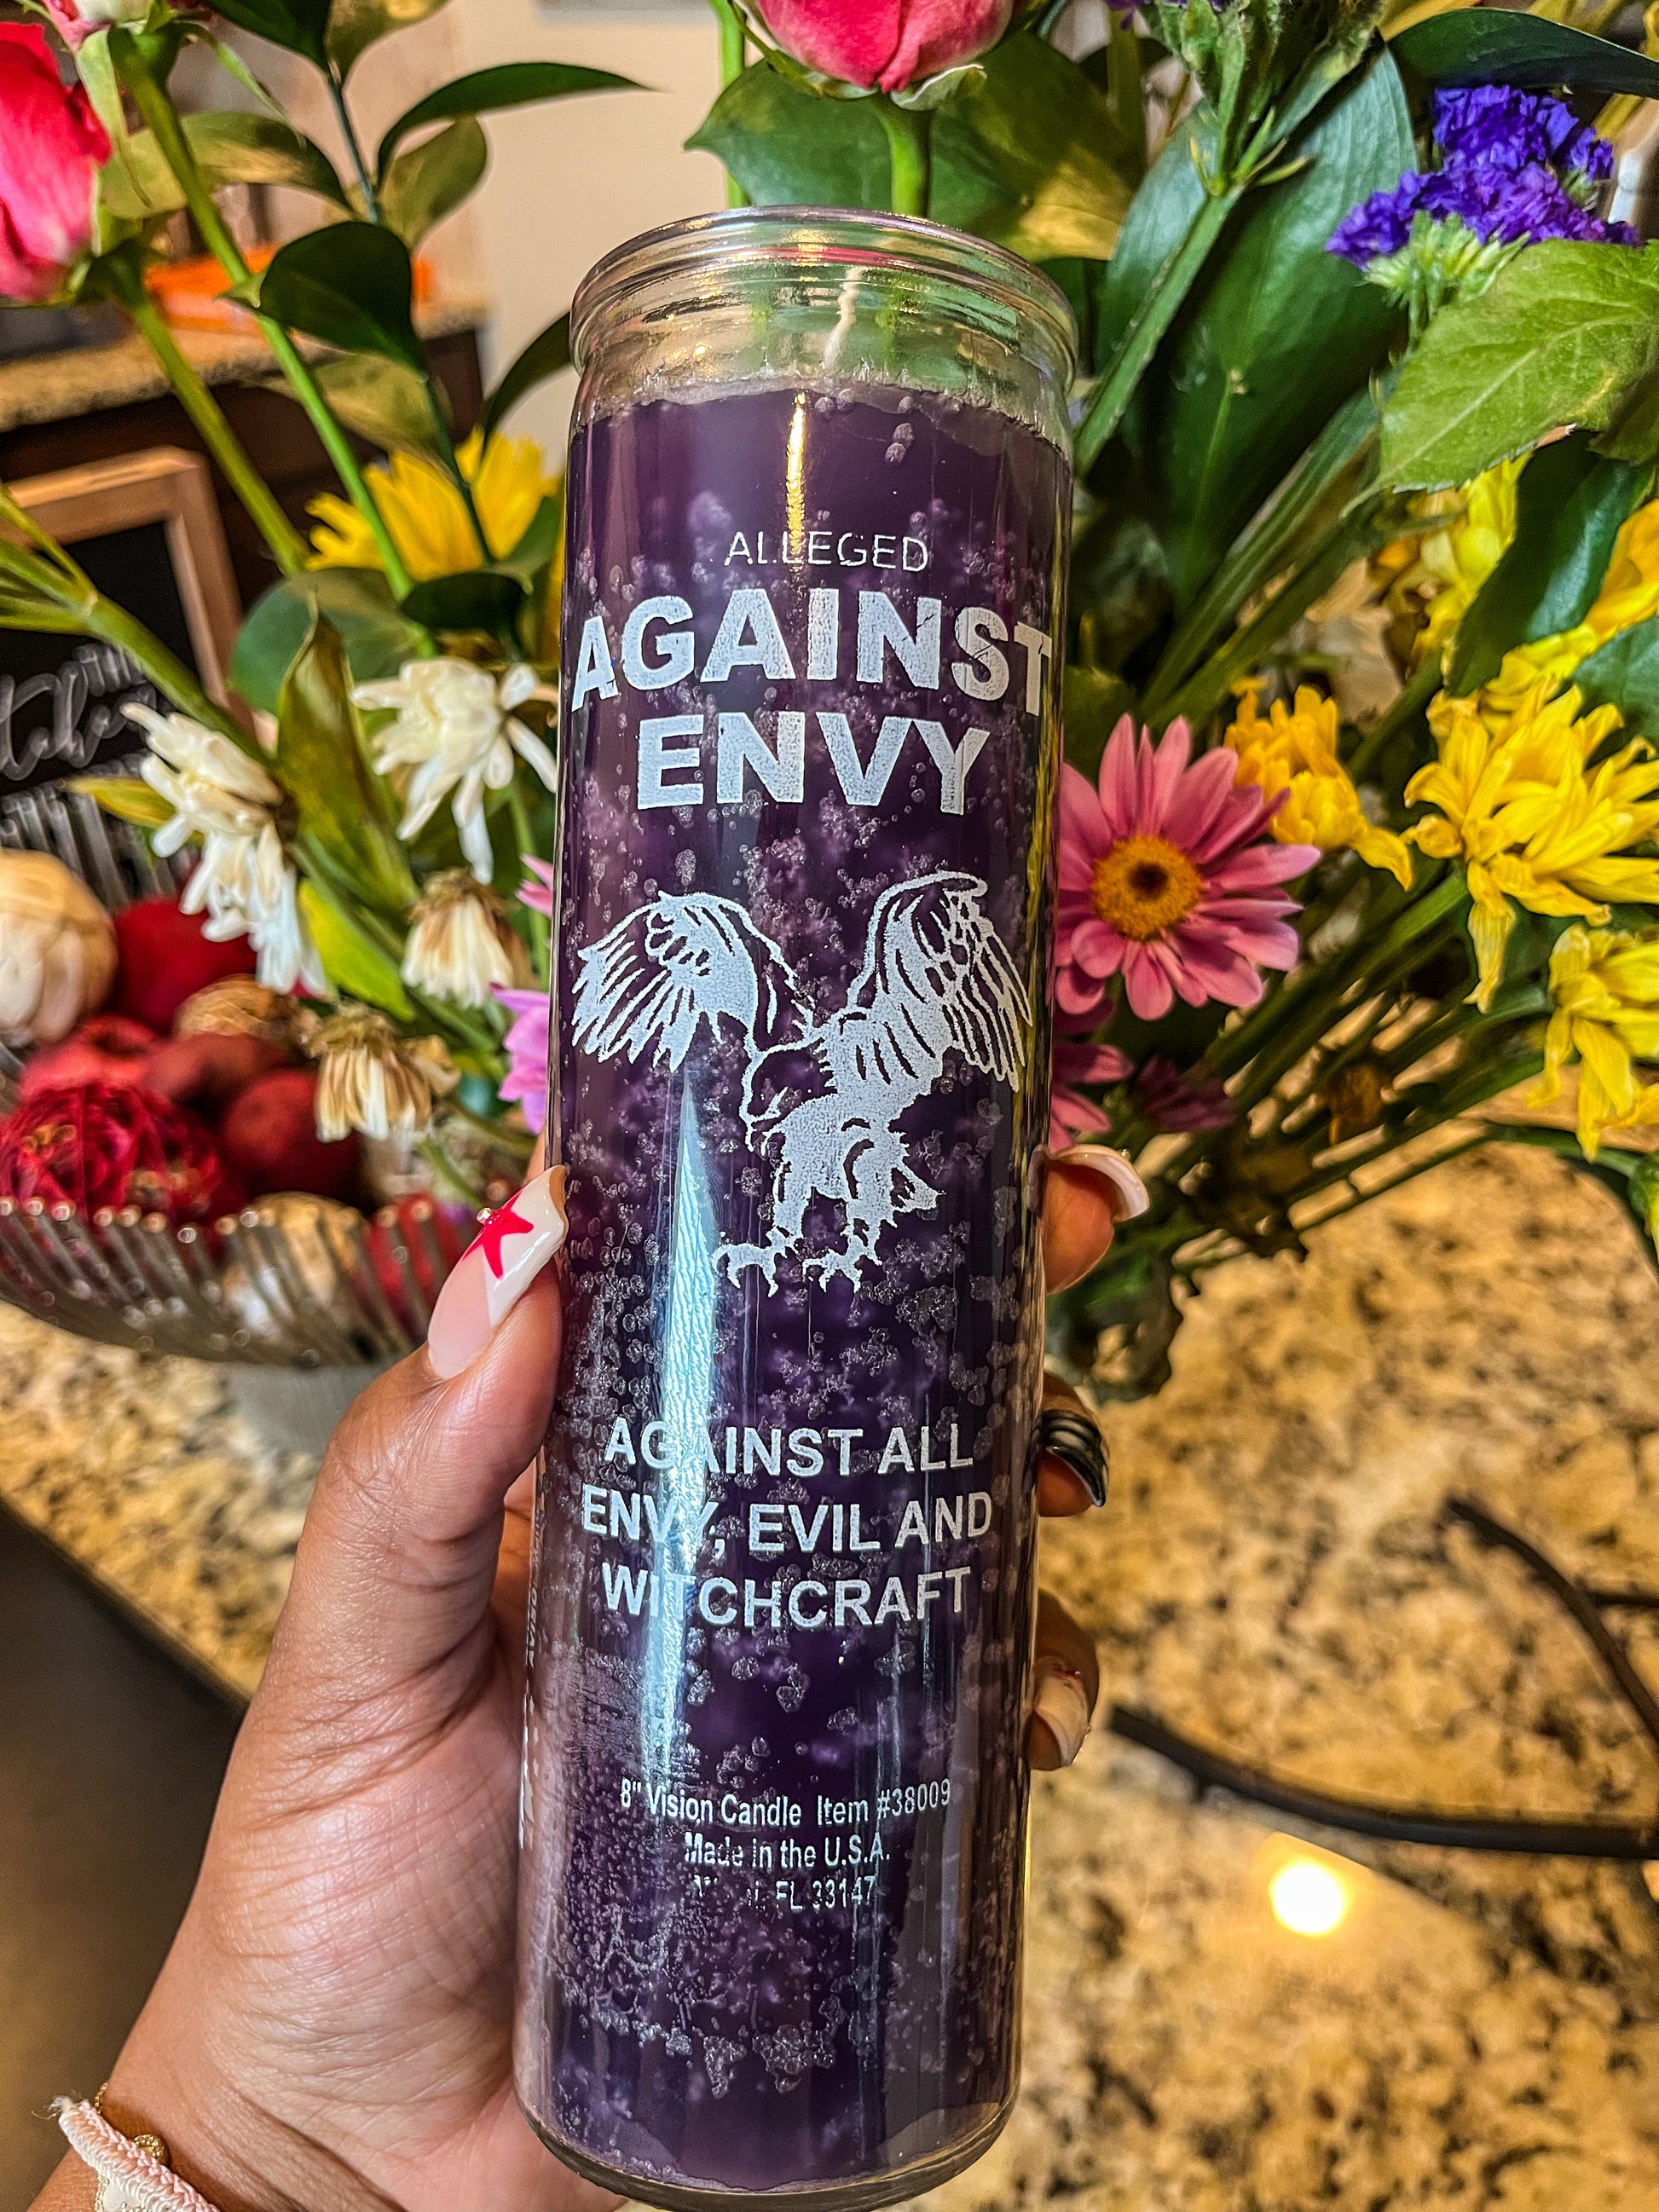 ALLEGED
AGAINST
ENVY
AGAINST ALL
ENVY, EVIL AND
WITCHCRAFT
8" Vision Candle Item #38009
Made in the U.S.A.
FL 33147